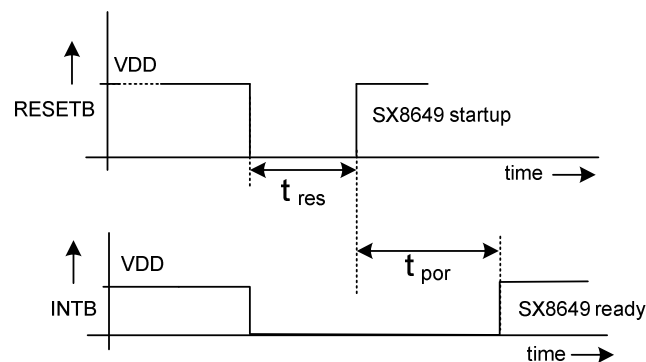 VDD
RESETB
SX8649 startup
time
t res
VDD
t por
INTB
SX8649 ready
time